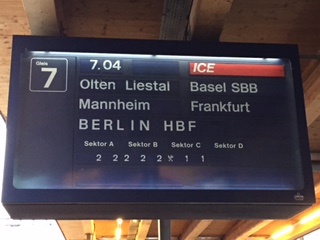 Gleis
7
7.04 ICE
Olten Liestal Basel SBB
Mannheim Frankfurt
BERLIN HBF
Sektor A Sektor B Sektor C Sektor D
2 2 2 2 1 1